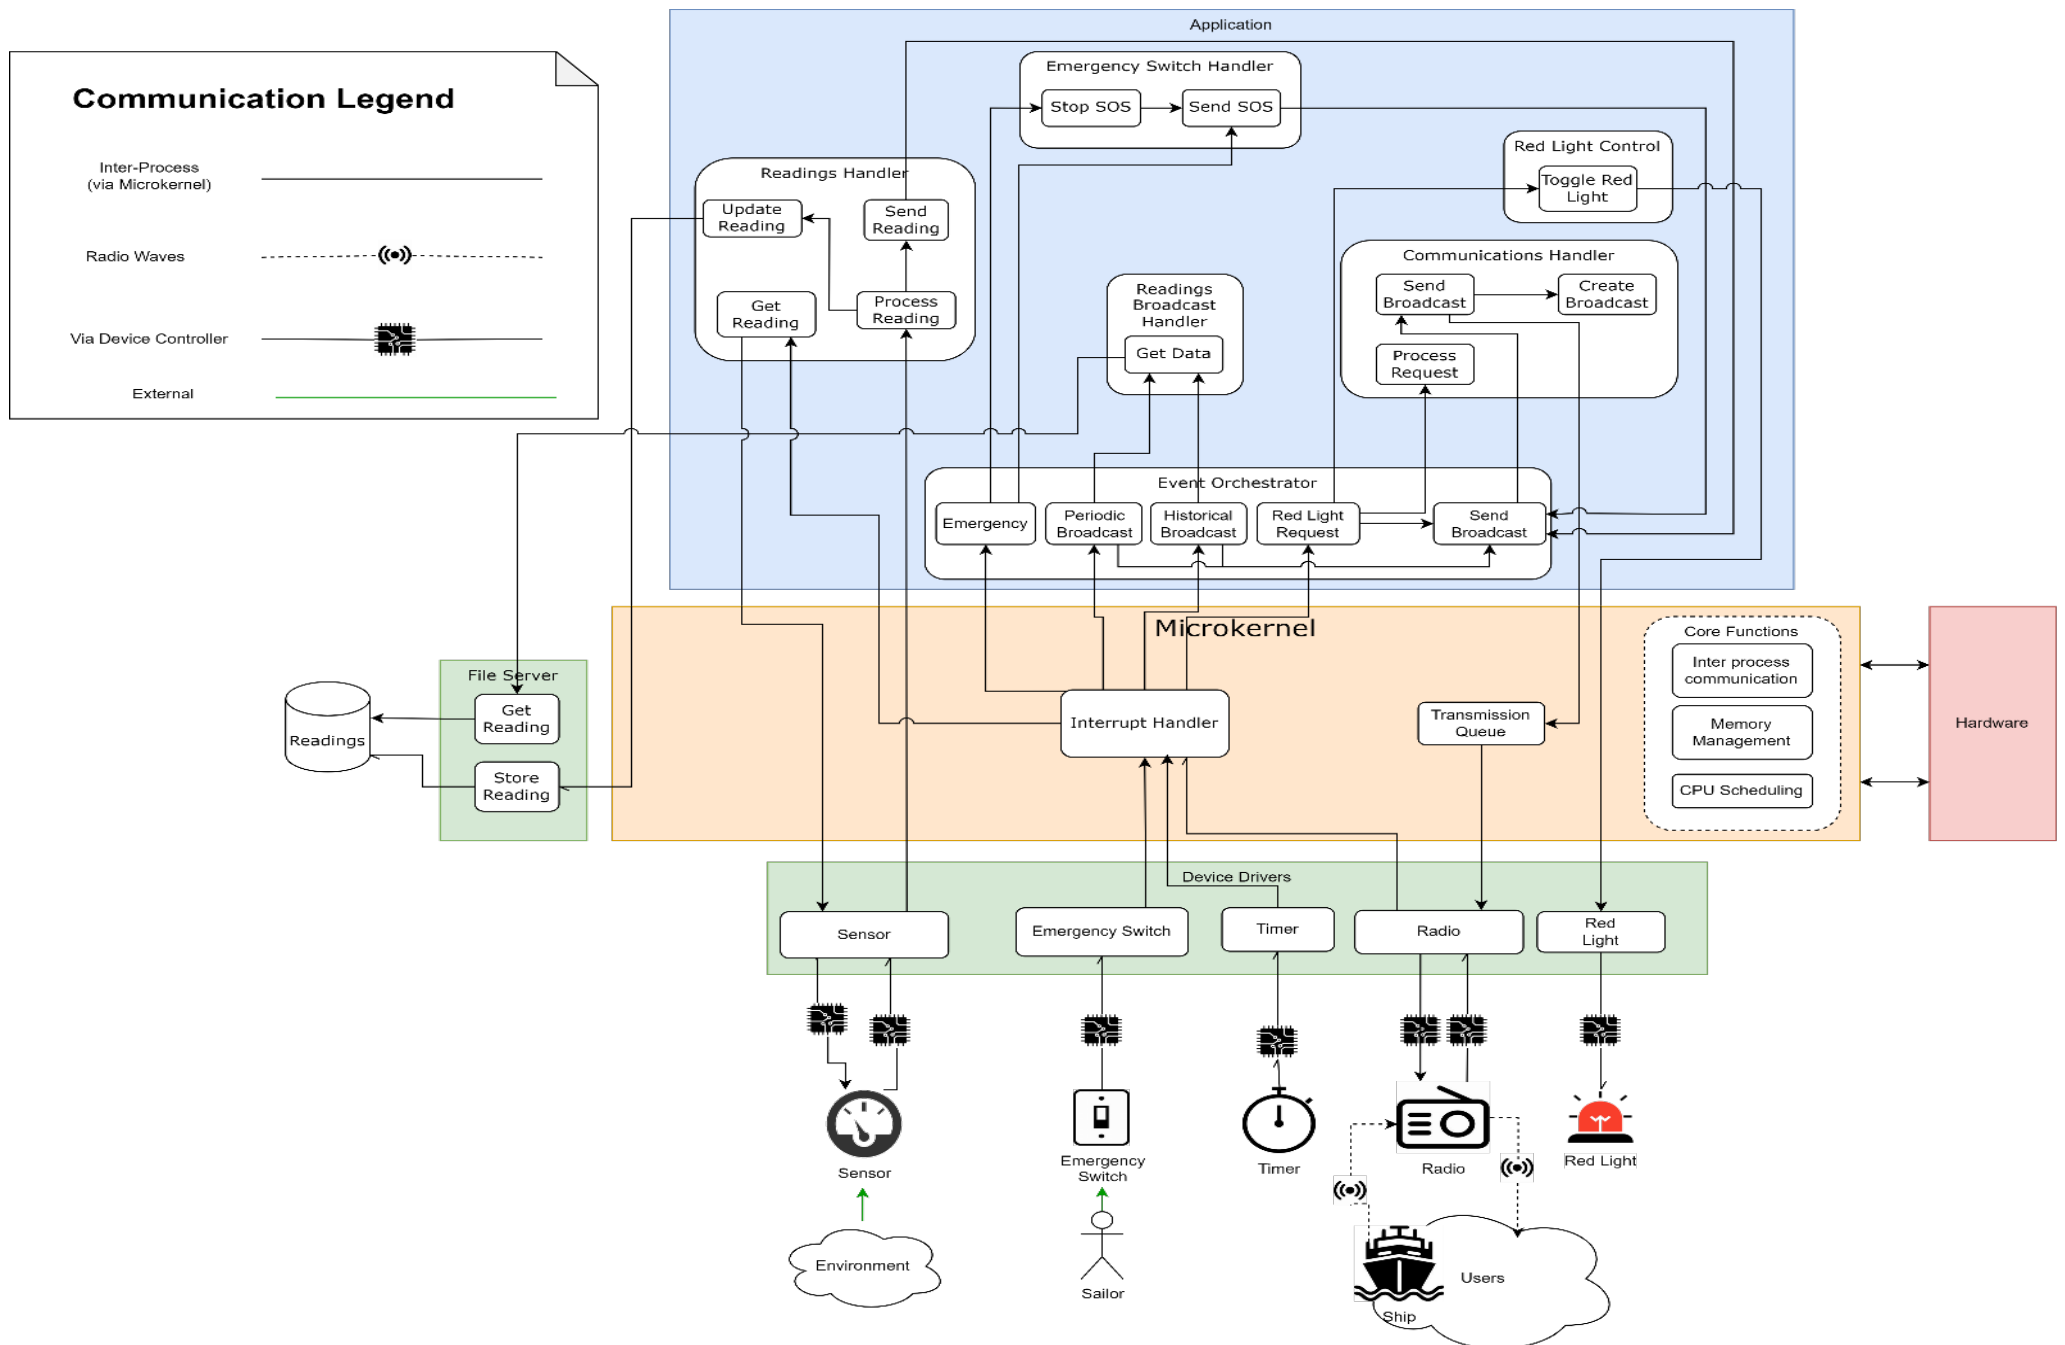 Application
Communication Legend
Inter-Process
(via Microkernel)
Radio Waves
Via Device Controller
External
Emergency Switch Handler
Stop SOS
Send SOS
Red Light Control
Toggle Red
Light
Readings Handler
Update
Reading
Send
Reading
Get
Reading
Process
Reading
Readings
Broadcast
Handler
Get Data
Communications Handler
Send
Broadcast
Create
Broadcast
Process
Request
Event Orchestrator
Emergency
Periodic
Broadcast
Historical
Broadcast
Red Light
Request
Send
Broadcast
Microkernel
Interrupt Handler
Transmission
Queue
Core Functions
Inter process
communication
Memory
Management
CPU Scheduling
Hardware
File Server
Get
Reading
Store
Reading
Readings
Device Drivers
Sensor
Emergency Switch
Timer
Radio
Red
Light
Sensor
Emergency
Switch
Timer
Radio
Red Light
Environment
Sailor
Users
Ship